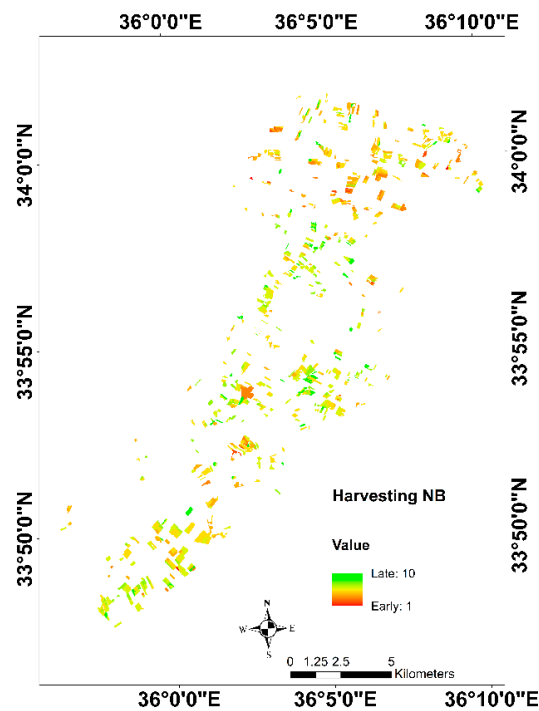 36°0'0"E 36°5'0"E 36°10'0"E
34°0'0"N 34°0'0"N
33°55'0"N 33°55'0"N
33°50'0"N 33°50'0"N
Harvesting NB
Value
Late: 10
Early: 1
N
W E
S
0 1.25 2.5 5
Kilometers
36°0'0"E 36°5'0"E 36°10'0"E